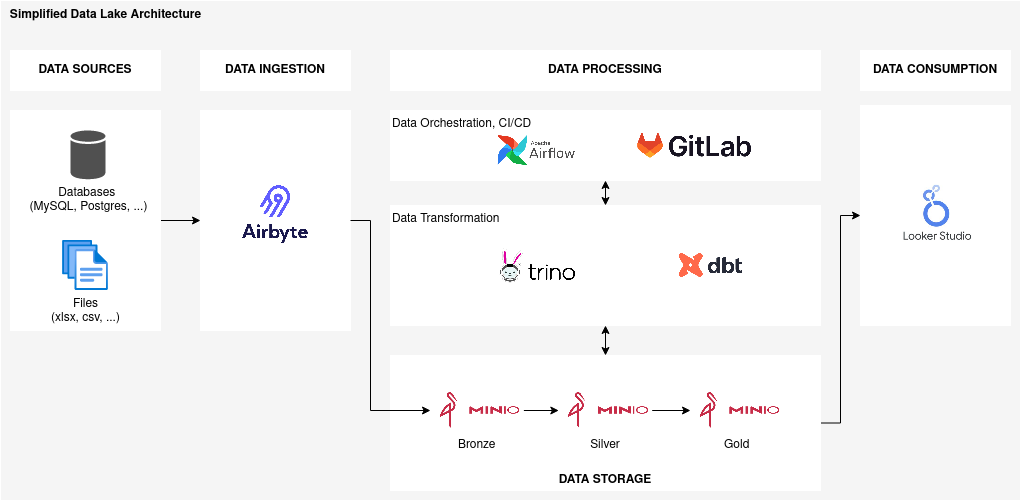 Simplified Data Lake Architecture
DATA SOURCES
DATA INGESTION
DATA PROCESSING
DATA CONSUMPTION
Databases
(MySQL, Postgres, ...)
Files
(xlsx, csv, ...)
Airbyte
Data Orchestration, CI/CD
Apache
Airflow
GitLab
Data Transformation
trino
dbt
Looker Studio
MINIO
MINIO
MINIO
Bronze
Silver
Gold
DATA STORAGE